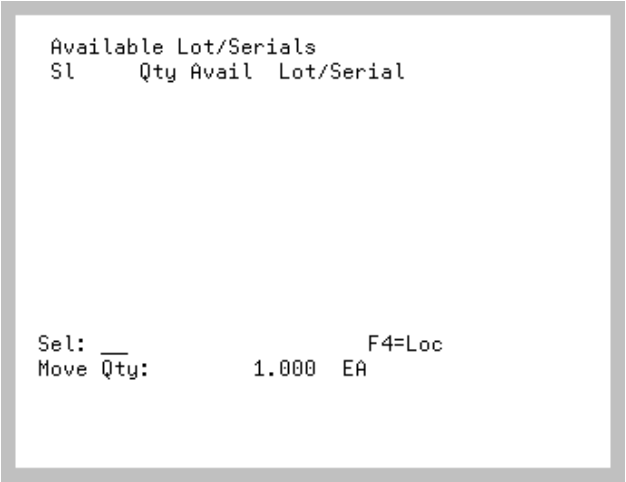 Available Lot/Serials
Sl Qty Avail Lot/Serial
Sel: __ F4=Loc
Move Qty: 1.000 EA